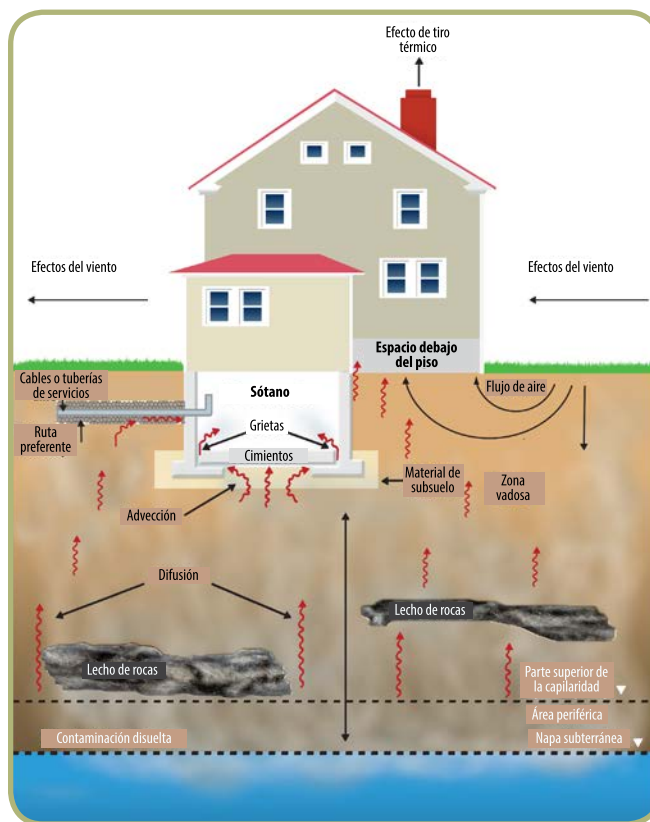 Efecto de tiro
térmico
Efectos del viento
Efectos del viento
Espacio debajo
del piso
Cables o tuberías
de servicios
Sótano
Flujo de aire
Ruta
preferente
Grietas
Cimientos
Material de
subsuelo
Zona
vadosa
Advección
Difusión
Lecho de rocas
Lecho de rocas
Parte superior de
la capilaridad
Área periférica
Contaminación disuelta
Napa subterránea